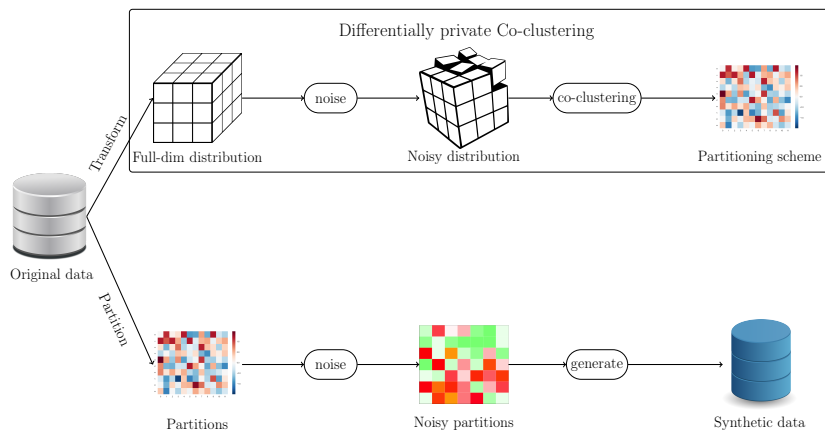 Differentially private Co-clustering
noise
co-clustering
Transform
Full-dim distribution
Noisy distribution
Partitioning scheme
Original data
Partition
noise
generate
Partitions
Noisy partitions
Synthetic data